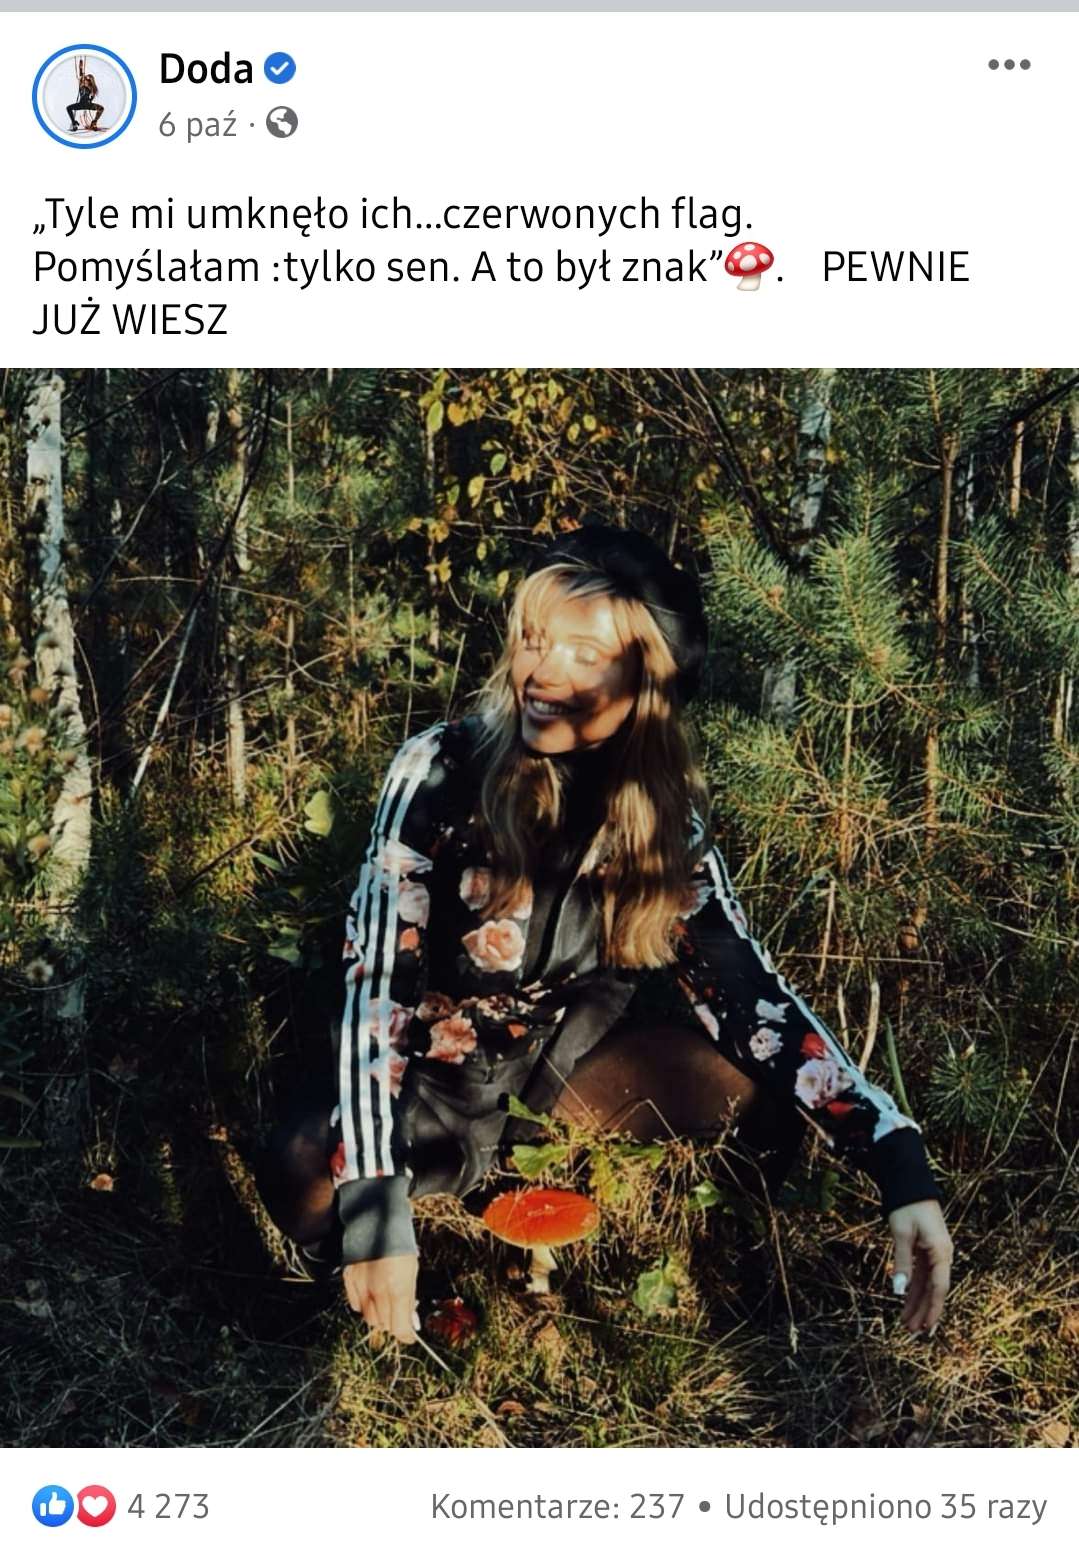 Doda
6 paź ·
„Tyle mi umknęło ich...czerwonych flag.
Pomyślałam :tylko sen. A to był znak”🍄. PEWNIE
JUŻ WIESZ
4 273
Komentarze: 237 • Udostępniono 35 razy